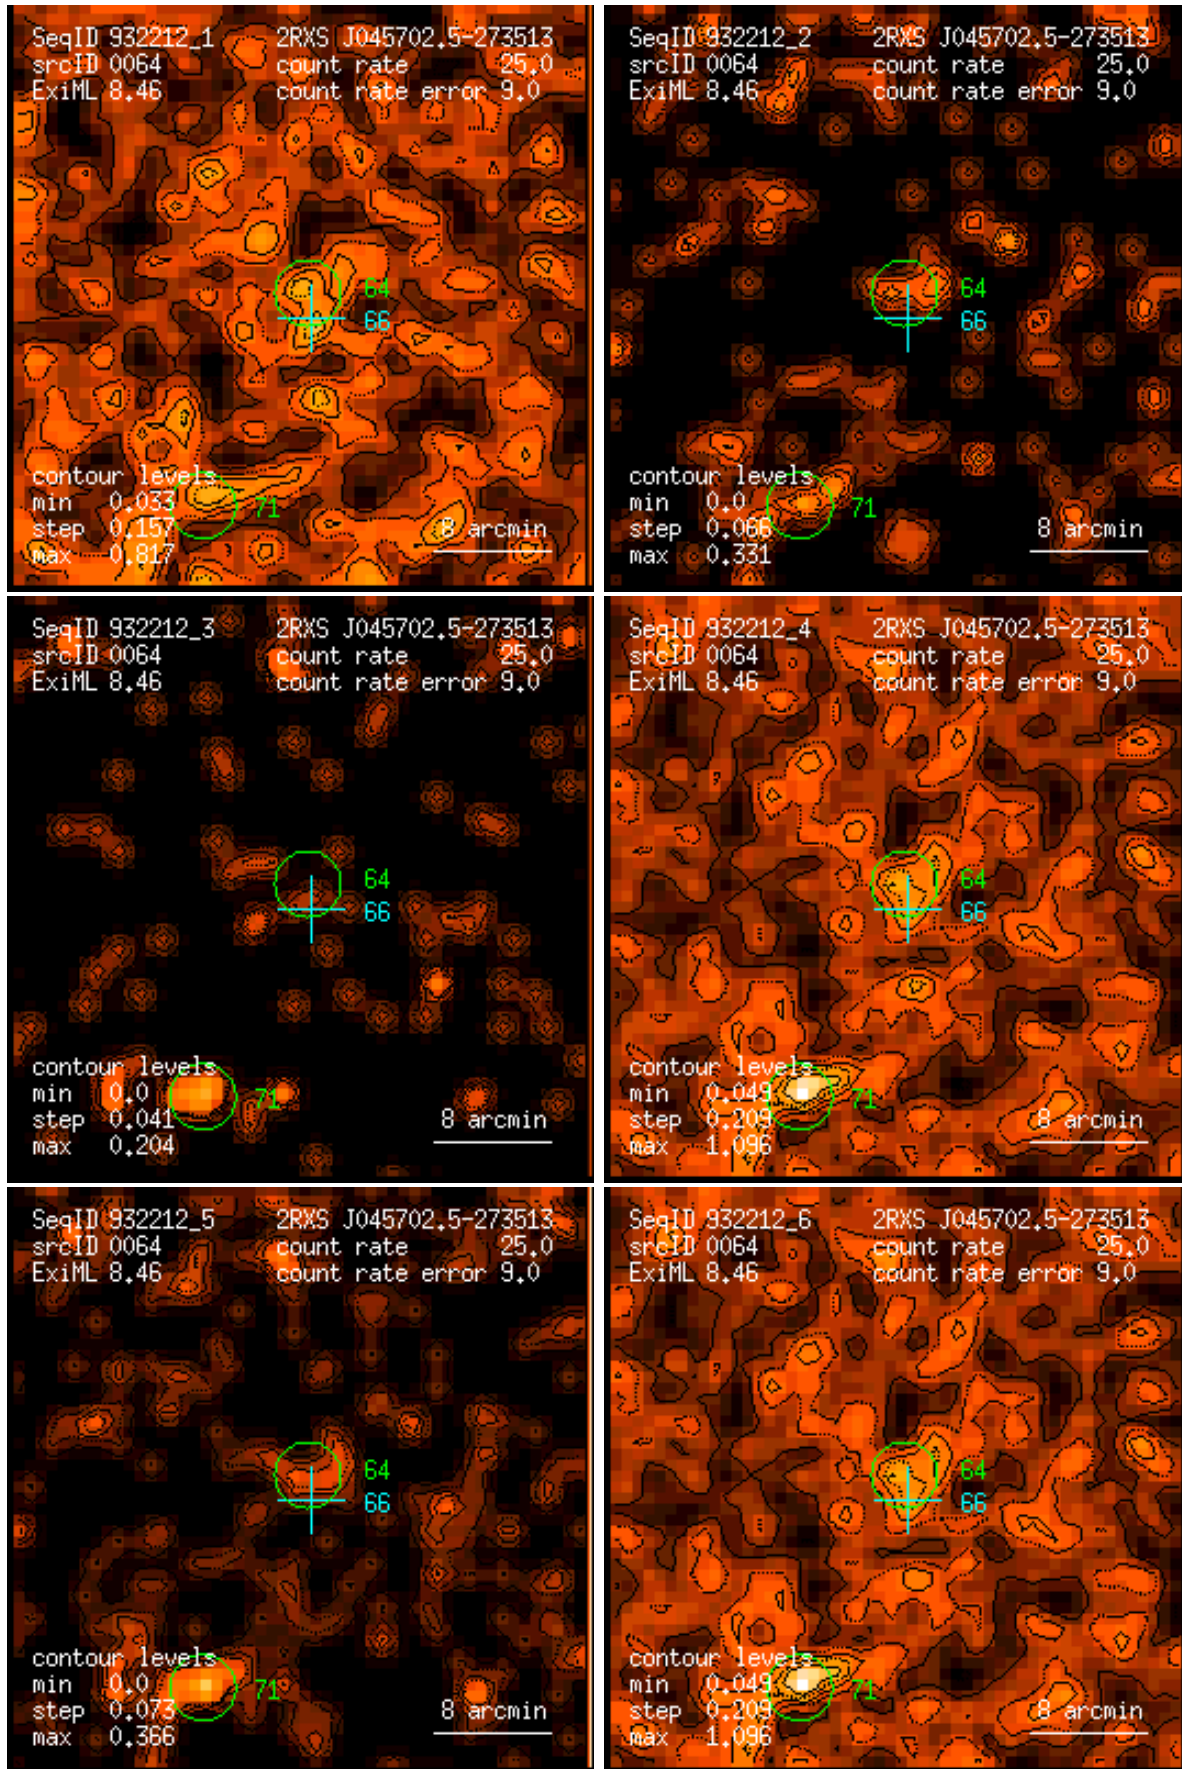 SeqID 932212_1 2RXS J045702.5-273513
srcID 0064 count rate 25.0
ExiML 8.46 count rate error 9.0
64
66
contour levels
min 0.033
71
step 0.157
8 arcmin
max 0.817
SeqID 932212_2 2RXS J045702.5-273513
srcID 0064 count rate 25.0
ExiML 8.46 count rate error 9.0
64
66
contour levels
min 0.0
71
step 0.066
8 arcmin
max 0.331
SeqID 932212_3 2RXS J045702.5-273513
srcID 0064 count rate 25.0
ExiML 8.46 count rate error 9.0
64
66
contour levels
min 0.0
71
step 0.041
8 arcmin
max 0.204
SeqID 932212_4 2RXS J045702.5-273513
srcID 0064 count rate 25.0
ExiML 8.46 count rate error 9.0
64
66
contour levels
min 0.049
71
step 0.209
8 arcmin
max 1.096
SeqID 932212_5 2RXS J045702.5-273513
srcID 0064 count rate 25.0
ExiML 8.46 count rate error 9.0
64
66
contour levels
min 0.0
71
step 0.073
8 arcmin
max 0.366
SeqID 932212_6 2RXS J045702.5-273513
srcID 0064 count rate 25.0
ExiML 8.46 count rate error 9.0
64
66
contour levels
min 0.049
71
step 0.209
8 arcmin
max 1.096